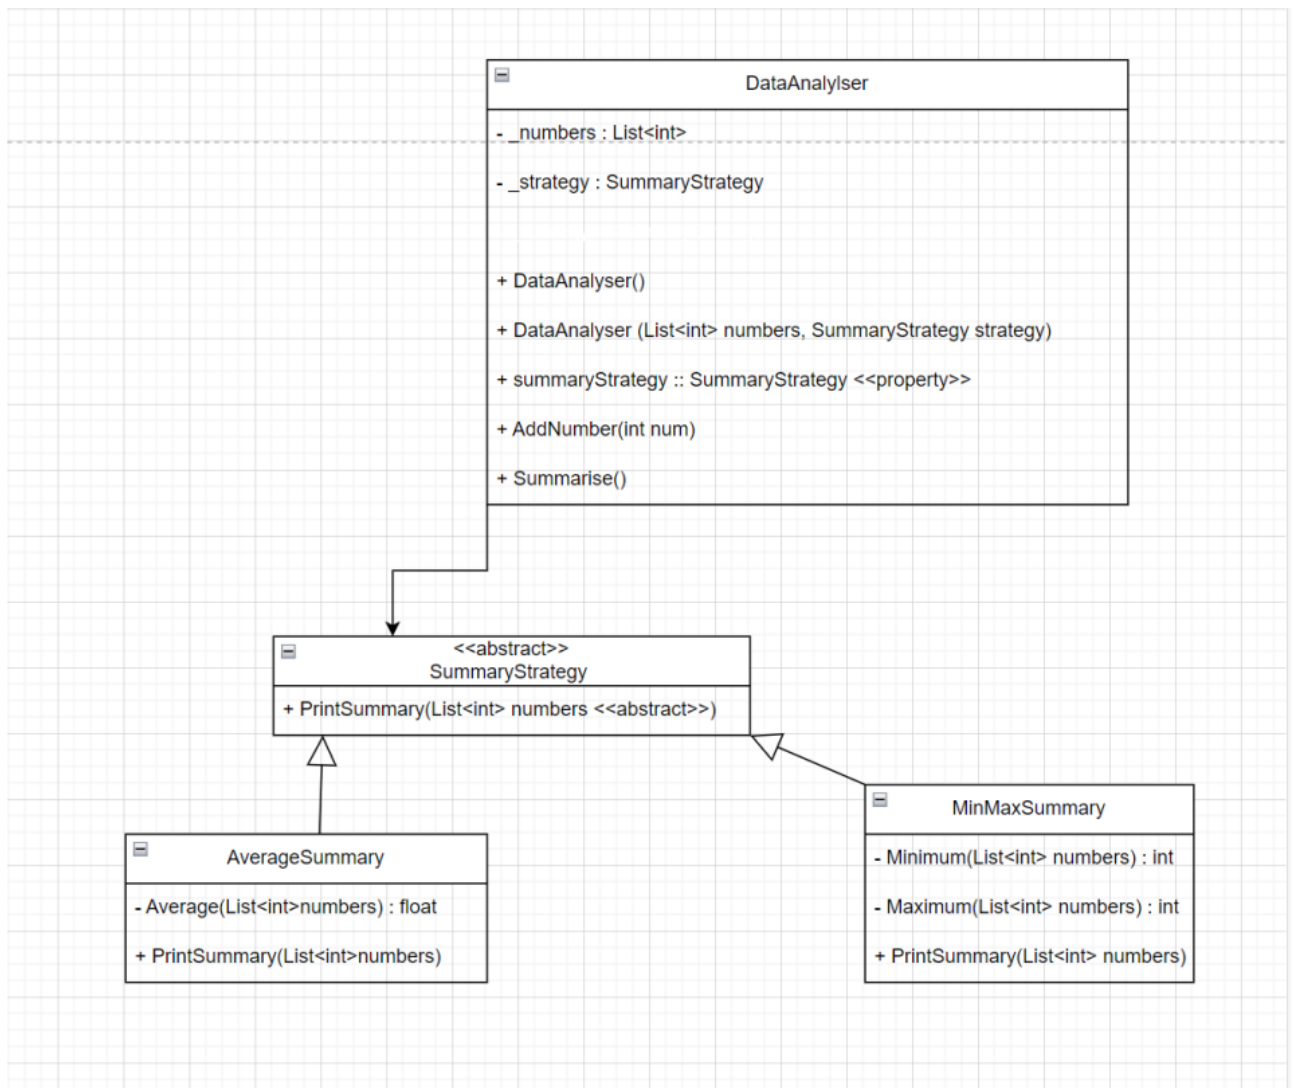 DataAnalylser
- _numbers : List<int>
- _strategy : SummaryStrategy
+ DataAnalyser()
+ DataAnalyser (List<int> numbers, SummaryStrategy strategy)
+ summaryStrategy :: SummaryStrategy <<property>>
+ AddNumber(int num)
+ Summarise()
<<abstract>>
SummaryStrategy
+ PrintSummary(List<int> numbers <<abstract>>)
AverageSummary
- Average(List<int>numbers) : float
+ PrintSummary(List<int>numbers)
MinMaxSummary
- Minimum(List<int> numbers) : int
- Maximum(List<int> numbers) : int
+ PrintSummary(List<int> numbers)